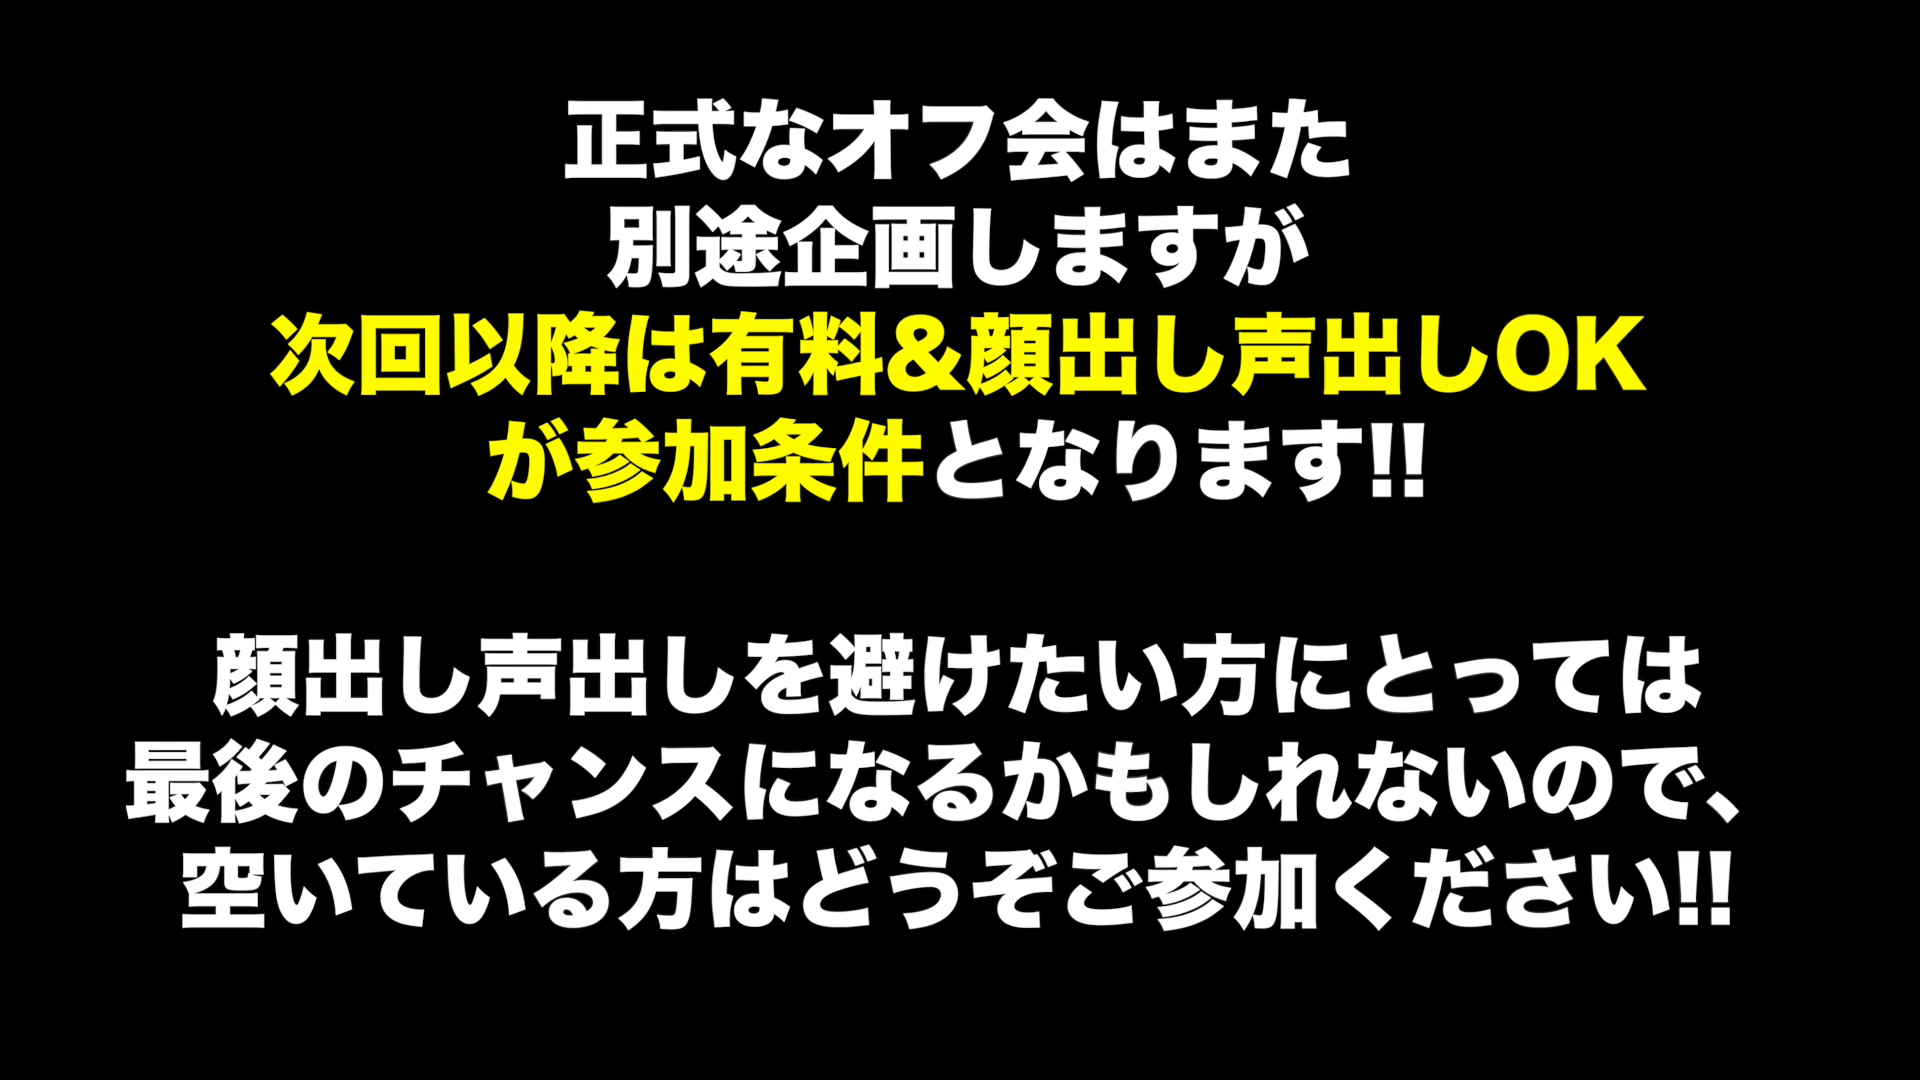 正式なオフ会はまた
別途企画しますが
次回以降は有料&顔出し声出しOK
が参加条件となります!!
顔出し声出しを避けたい方にとっては
最後のチャンスになるかもしれないので、
空いている方はどうぞご参加ください!!